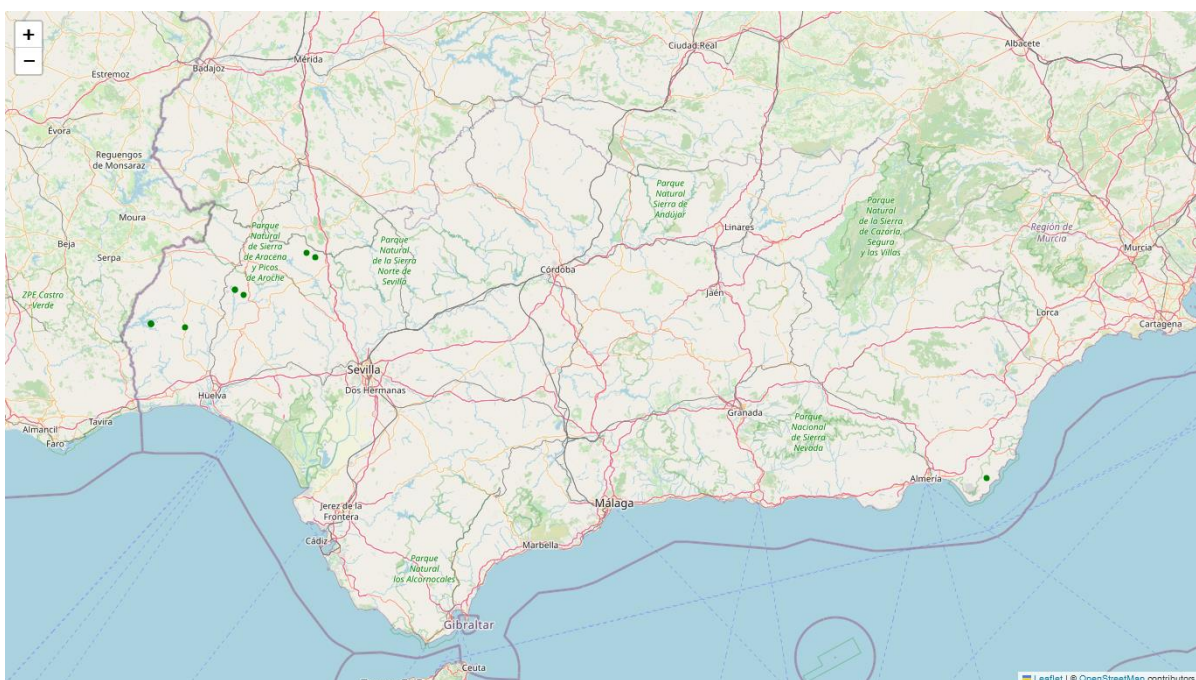 +
−
Ciudad Real
Albacete
Estremoz
Badajoz
Mérida
Évora
Reguengos
de Monsaraz
Parque
Natural
Sierra de
Andújar
Moura
Parque
Natural
de Sierra
de Araceno
y Picos
de Aroche
Parque
Natural
de la Sierra
Norte de
Sevilla
Linares
Parque
Natural
de la Sierra
de Cazorla,
Segura
y las Villas
Región de
Murcia
Murcia
Beja
Serpa
Córdoba
Jaén
ZPE Castro
Verde
Lorca
Cartagena
Sevilla
Dos Hermanas
Huelva
Granada
Almancil
Tavira
Faro
Parque
Nacional
de Sierra
Nevada
Almería
Jerez de la
Frontera
Málaga
Cádiz
Marbella
Parque
Natural
los Alcornocales
Gibraltar
Ceuta
Leaflet | © OpenStreetMap contributors